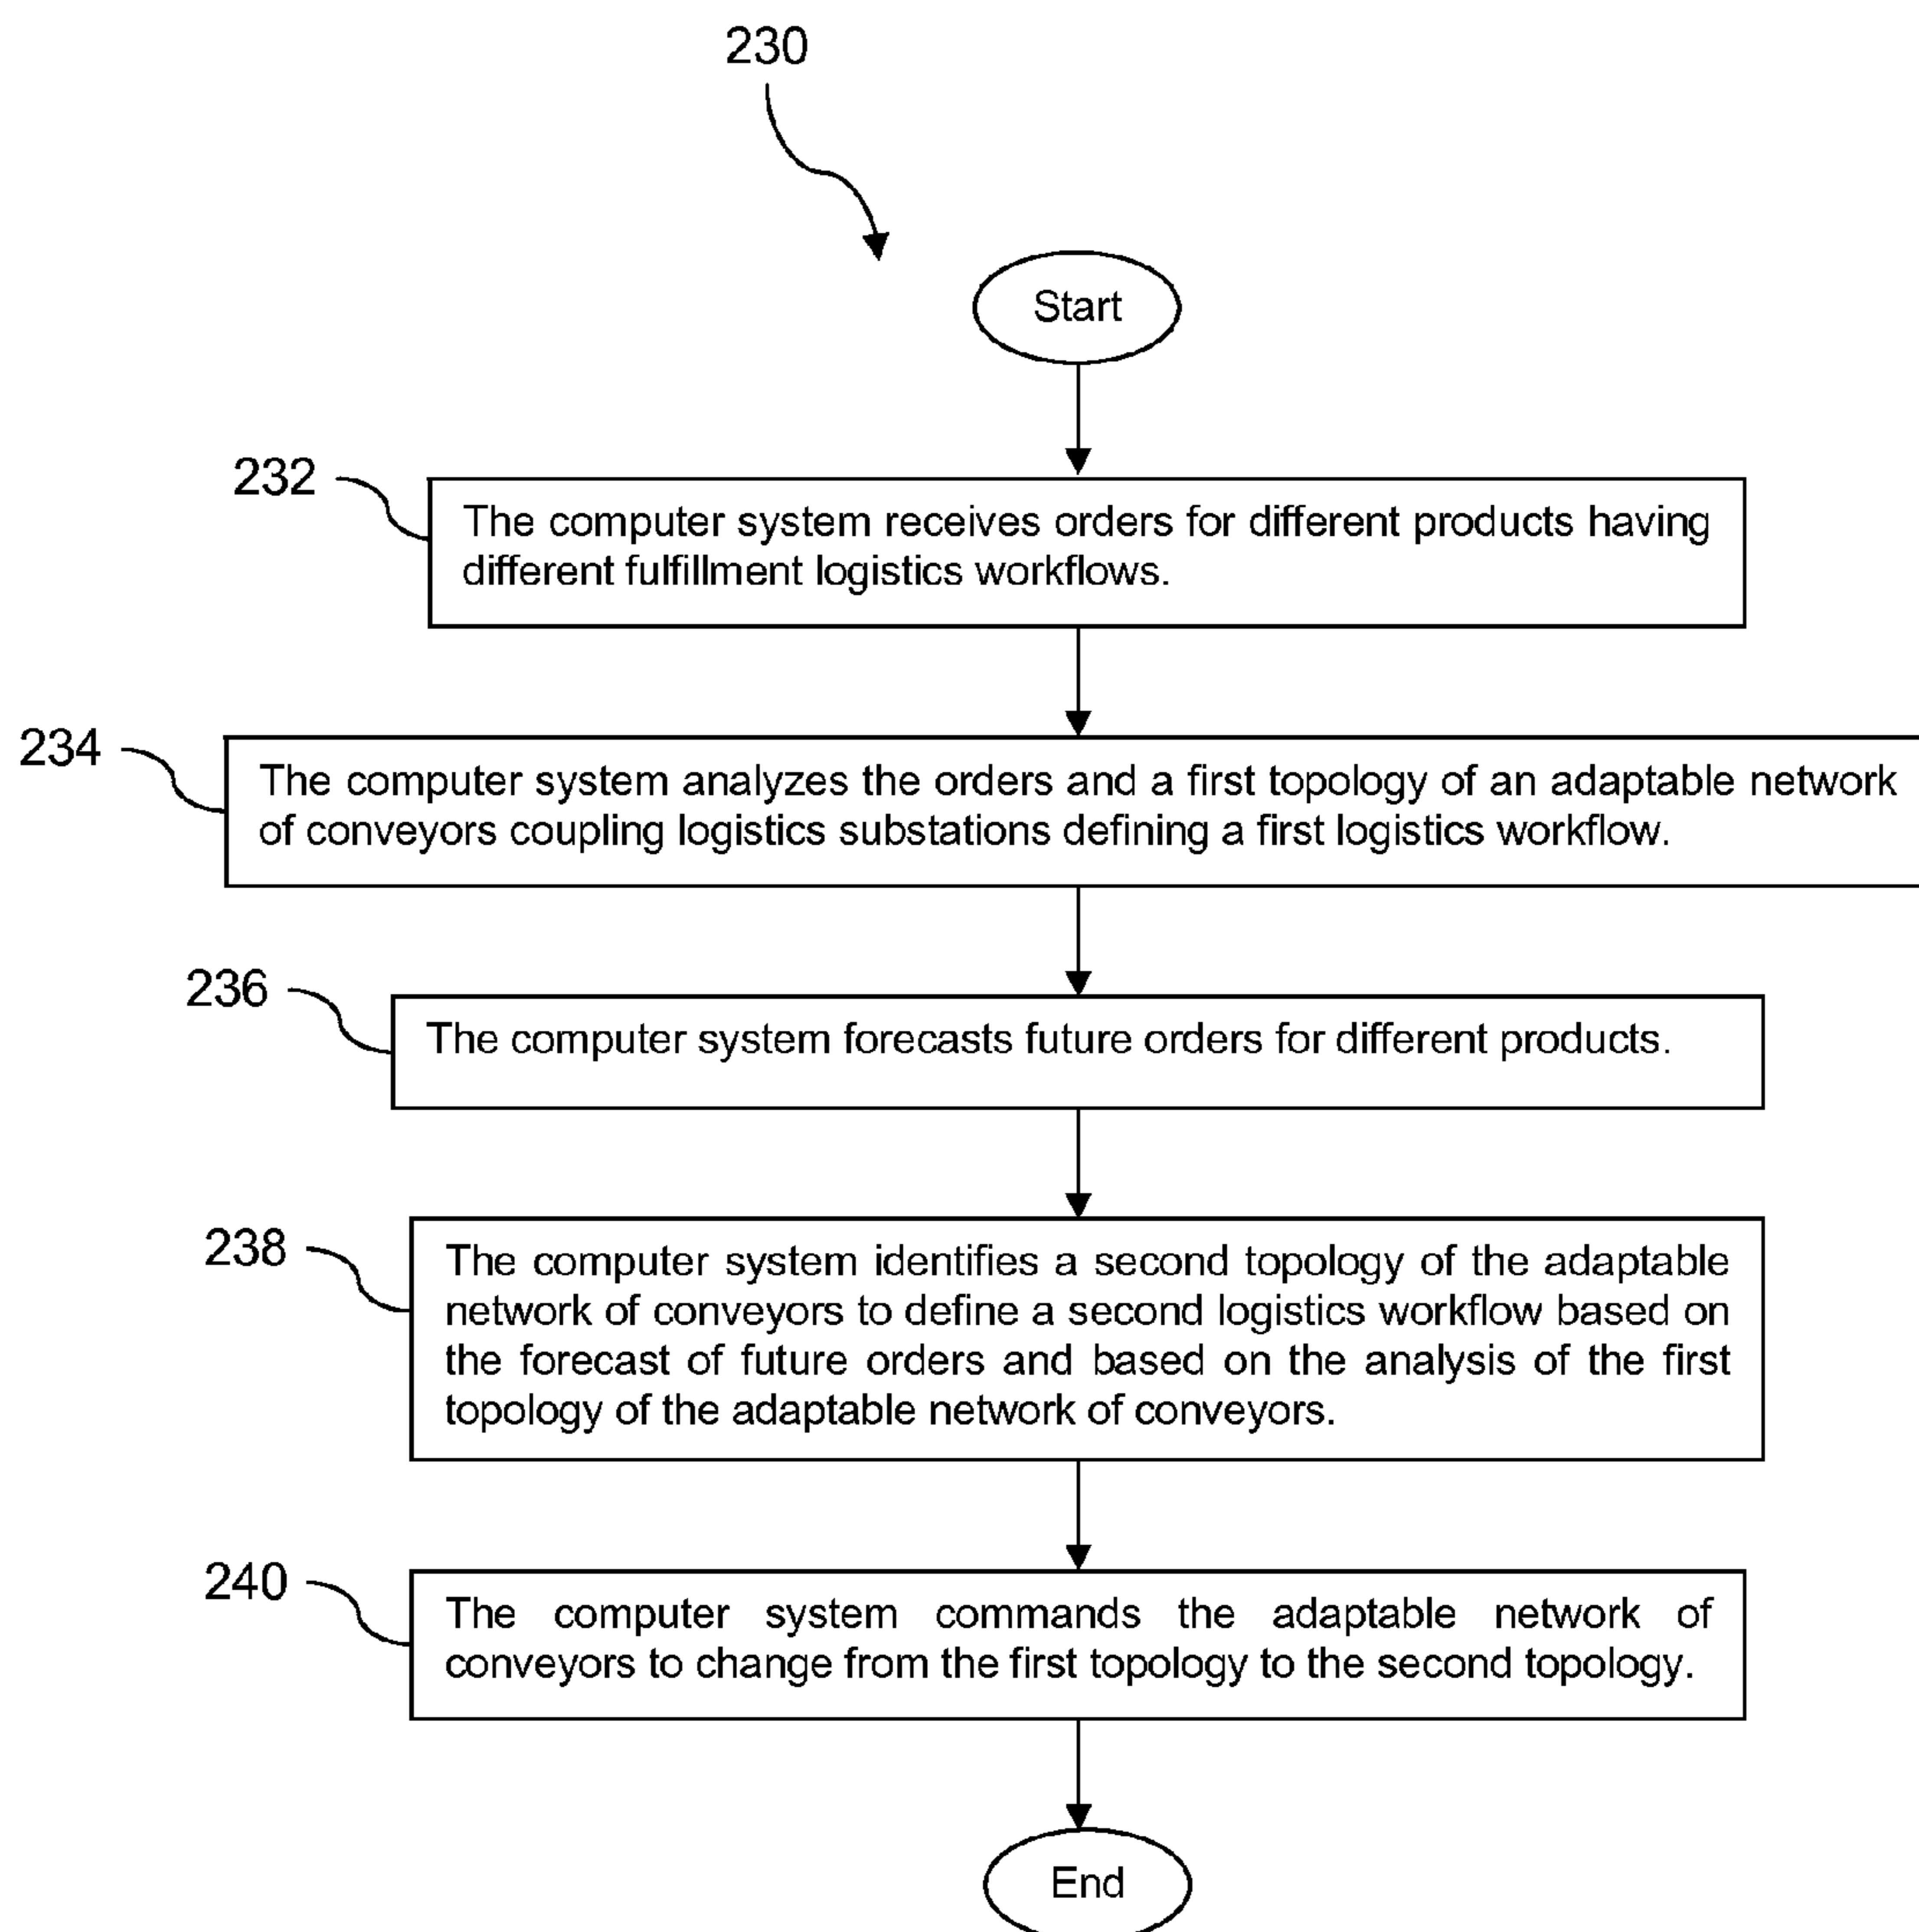 230
Start
232
The computer system receives orders for different products having
different fulfillment logistics workflows.
234
The computer system analyzes the orders and a first topology of an adaptable network
of conveyors coupling logistics substations defining a first logistics workflow.
236
The computer system forecasts future orders for different products.
238
The computer system identifies a second topology of the adaptable
network of conveyors to define a second logistics workflow based on
the forecast of future orders and based on the analysis of the first
topology of the adaptable network of conveyors.
240
The computer system commands the adaptable network of
conveyors to change from the first topology to the second topology.
End